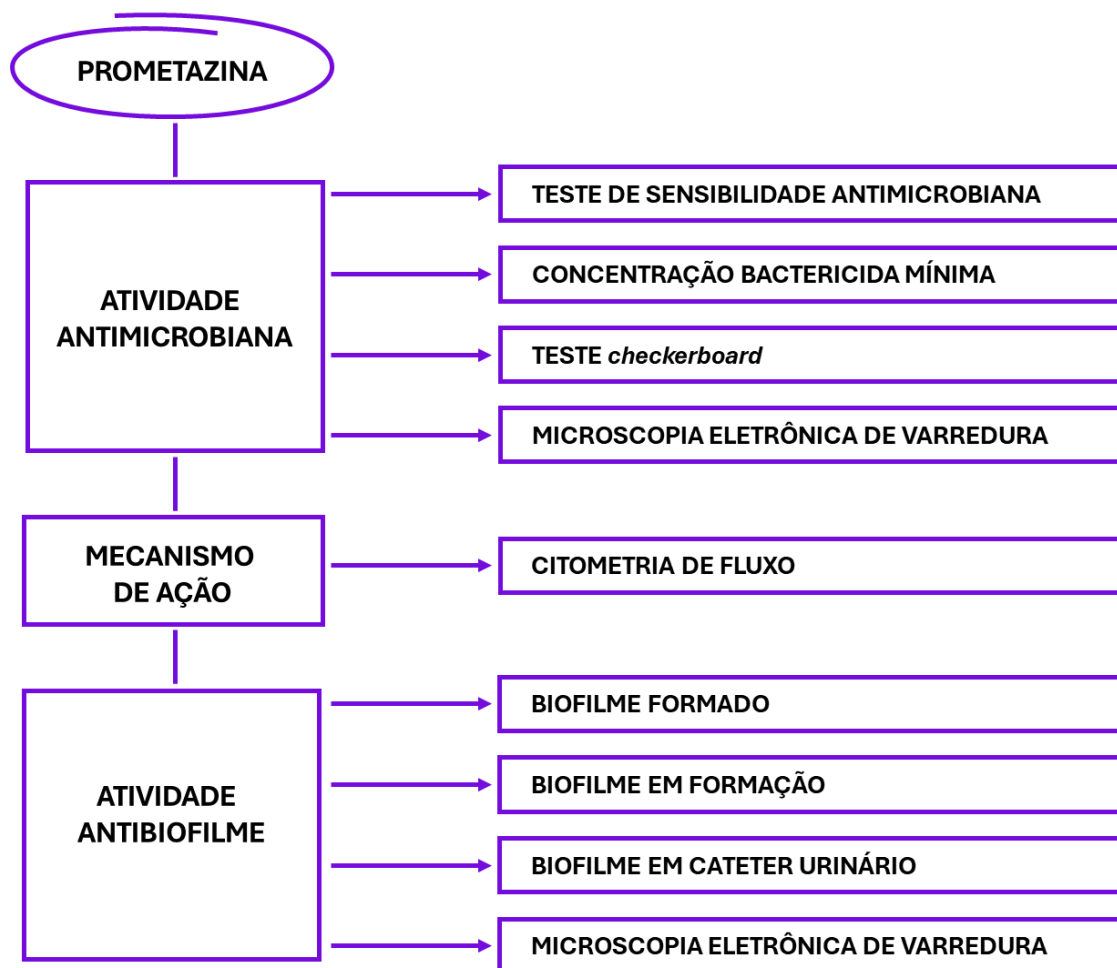 PROMETAZINA
ATIVIDADE
ANTIMICROBIANA
TESTE DE SENSIBILIDADE ANTIMICROBIANA
CONCENTRAÇÃO BACTERICIDA MÍNIMA
TESTE checkerboard
MICROSCOPIA ELETRÔNICA DE VARREDURA
MECANISMO
DE AÇÃO
CITOMETRIA DE FLUXO
ATIVIDADE
ANTIBIOFILME
BIOFILME FORMADO
BIOFILME EM FORMAÇÃO
BIOFILME EM CATETER URINÁRIO
MICROSCOPIA ELETRÔNICA DE VARREDURA